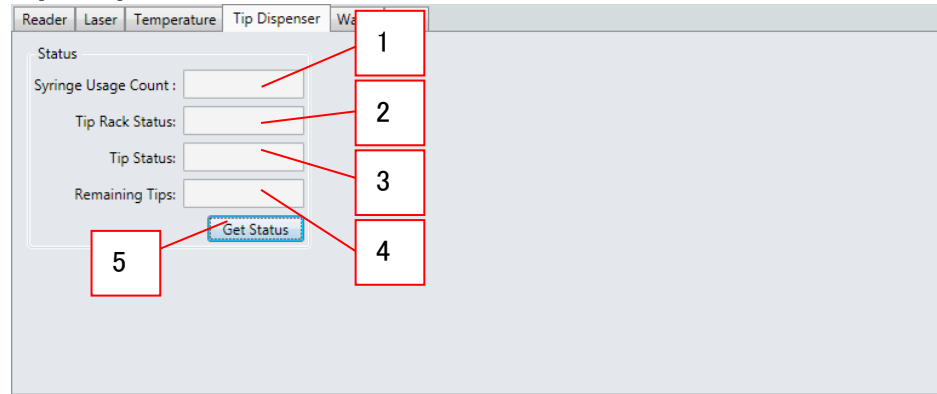 Reader Laser Temperature Tip Dispenser
1
Status
Syringe Usage Count :
2
Tip Rack Status:
Tip Status:
3
Remaining Tips:
Get Status
4
5